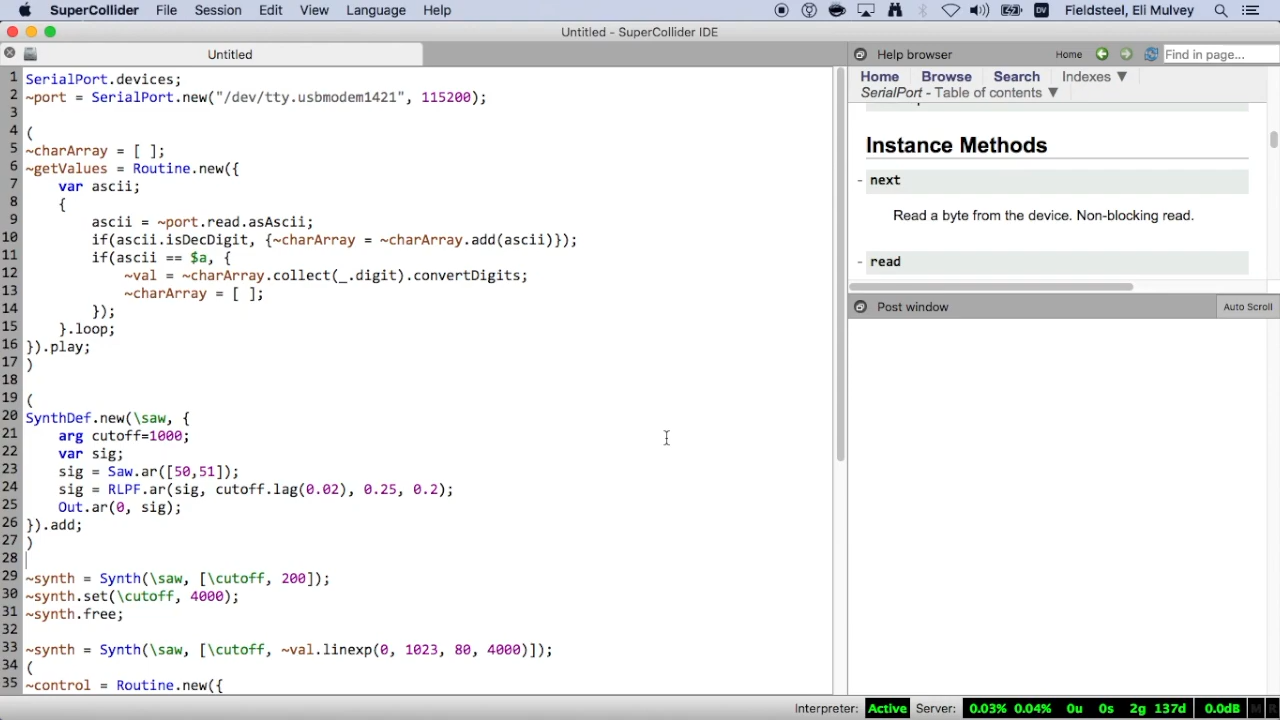 SuperCollider File Session Edit View Language Help Fieldsteel, Eli Mulvey
Untitled - SuperCollider IDE
Untitled
1 SerialPort.devices;
2 ~port = SerialPort.new("/dev/tty.usbmodem1421", 115200);
3
4 (
5 ~charArray = [ ];
6 ~getValues = Routine.new({
7 var ascii;
8 {
9 ascii = ~port.read.asAscii;
10 if(ascii.isDecDigit, {~charArray = ~charArray.add(ascii)});
11 if(ascii == $a, {
12 ~val = ~charArray.collect(_.digit).convertDigits;
13 ~charArray = [ ];
14 });
15 }.loop;
16 }).play;
17 )
18
19 (
20 SynthDef.new(\saw, {
21 arg cutoff=1000;
22 var sig;
23 sig = Saw.ar([50,51]);
24 sig = RLPF.ar(sig, cutoff.lag(0.02), 0.25, 0.2);
25 Out.ar(0, sig);
26 }).add;
27 )
28
29 ~synth = Synth(\saw, [\cutoff, 200]);
30 ~synth.set(\cutoff, 4000);
31 ~synth.free;
32
33 ~synth = Synth(\saw, [\cutoff, ~val.linexp(0, 1023, 80, 4000)]);
34 (
35 ~control = Routine.new({
Help browser Home Find in page...
Home Browse Search Indexes ▼
SerialPort - Table of contents ▼
Instance Methods
- next
Read a byte from the device. Non-blocking read.
- read
Post window Auto Scroll
Interpreter: Active Server: 0.03% 0.04% 0u 0s 2g 137d 0.0dB M R